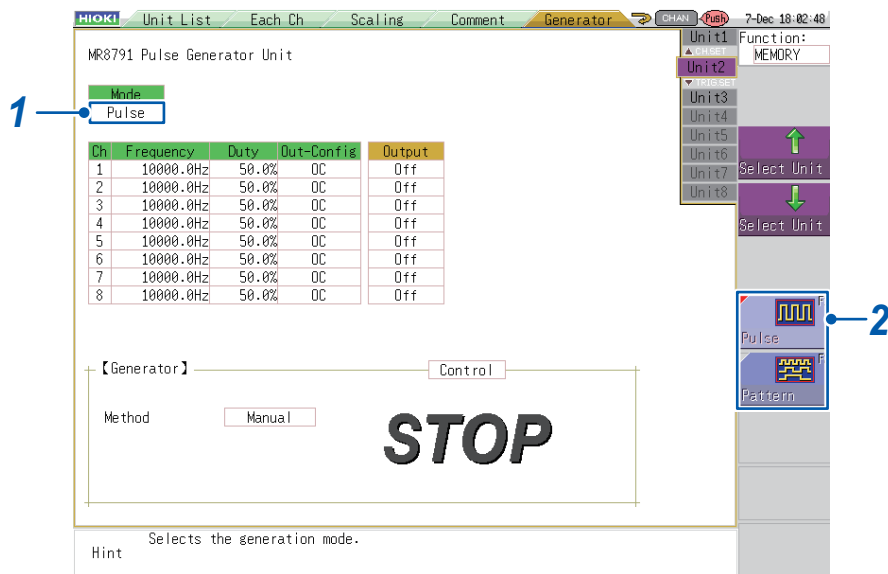 HIOKI Unit List Each Ch Scaling Comment Generator CHAN Push 7-Dec 18:02:48
Function:
MEMORY
Unit1
▲CH.SET
Unit2
▼TRIG.SET
Unit3
Unit4
Unit5
Unit6
Unit7
Unit8
MR8791 Pulse Generator Unit
1
Mode
Pulse
Ch Frequency Duty Out-Config Output
1 10000.0Hz 50.0% OC Off
2 10000.0Hz 50.0% OC Off
3 10000.0Hz 50.0% OC Off
4 10000.0Hz 50.0% OC Off
5 10000.0Hz 50.0% OC Off
6 10000.0Hz 50.0% OC Off
7 10000.0Hz 50.0% OC Off
8 10000.0Hz 50.0% OC Off
Select Unit
Select Unit
2
F
Pulse
F
Pattern
【Generator】 Control
Method Manual
STOP
Selects the generation mode.
Hint